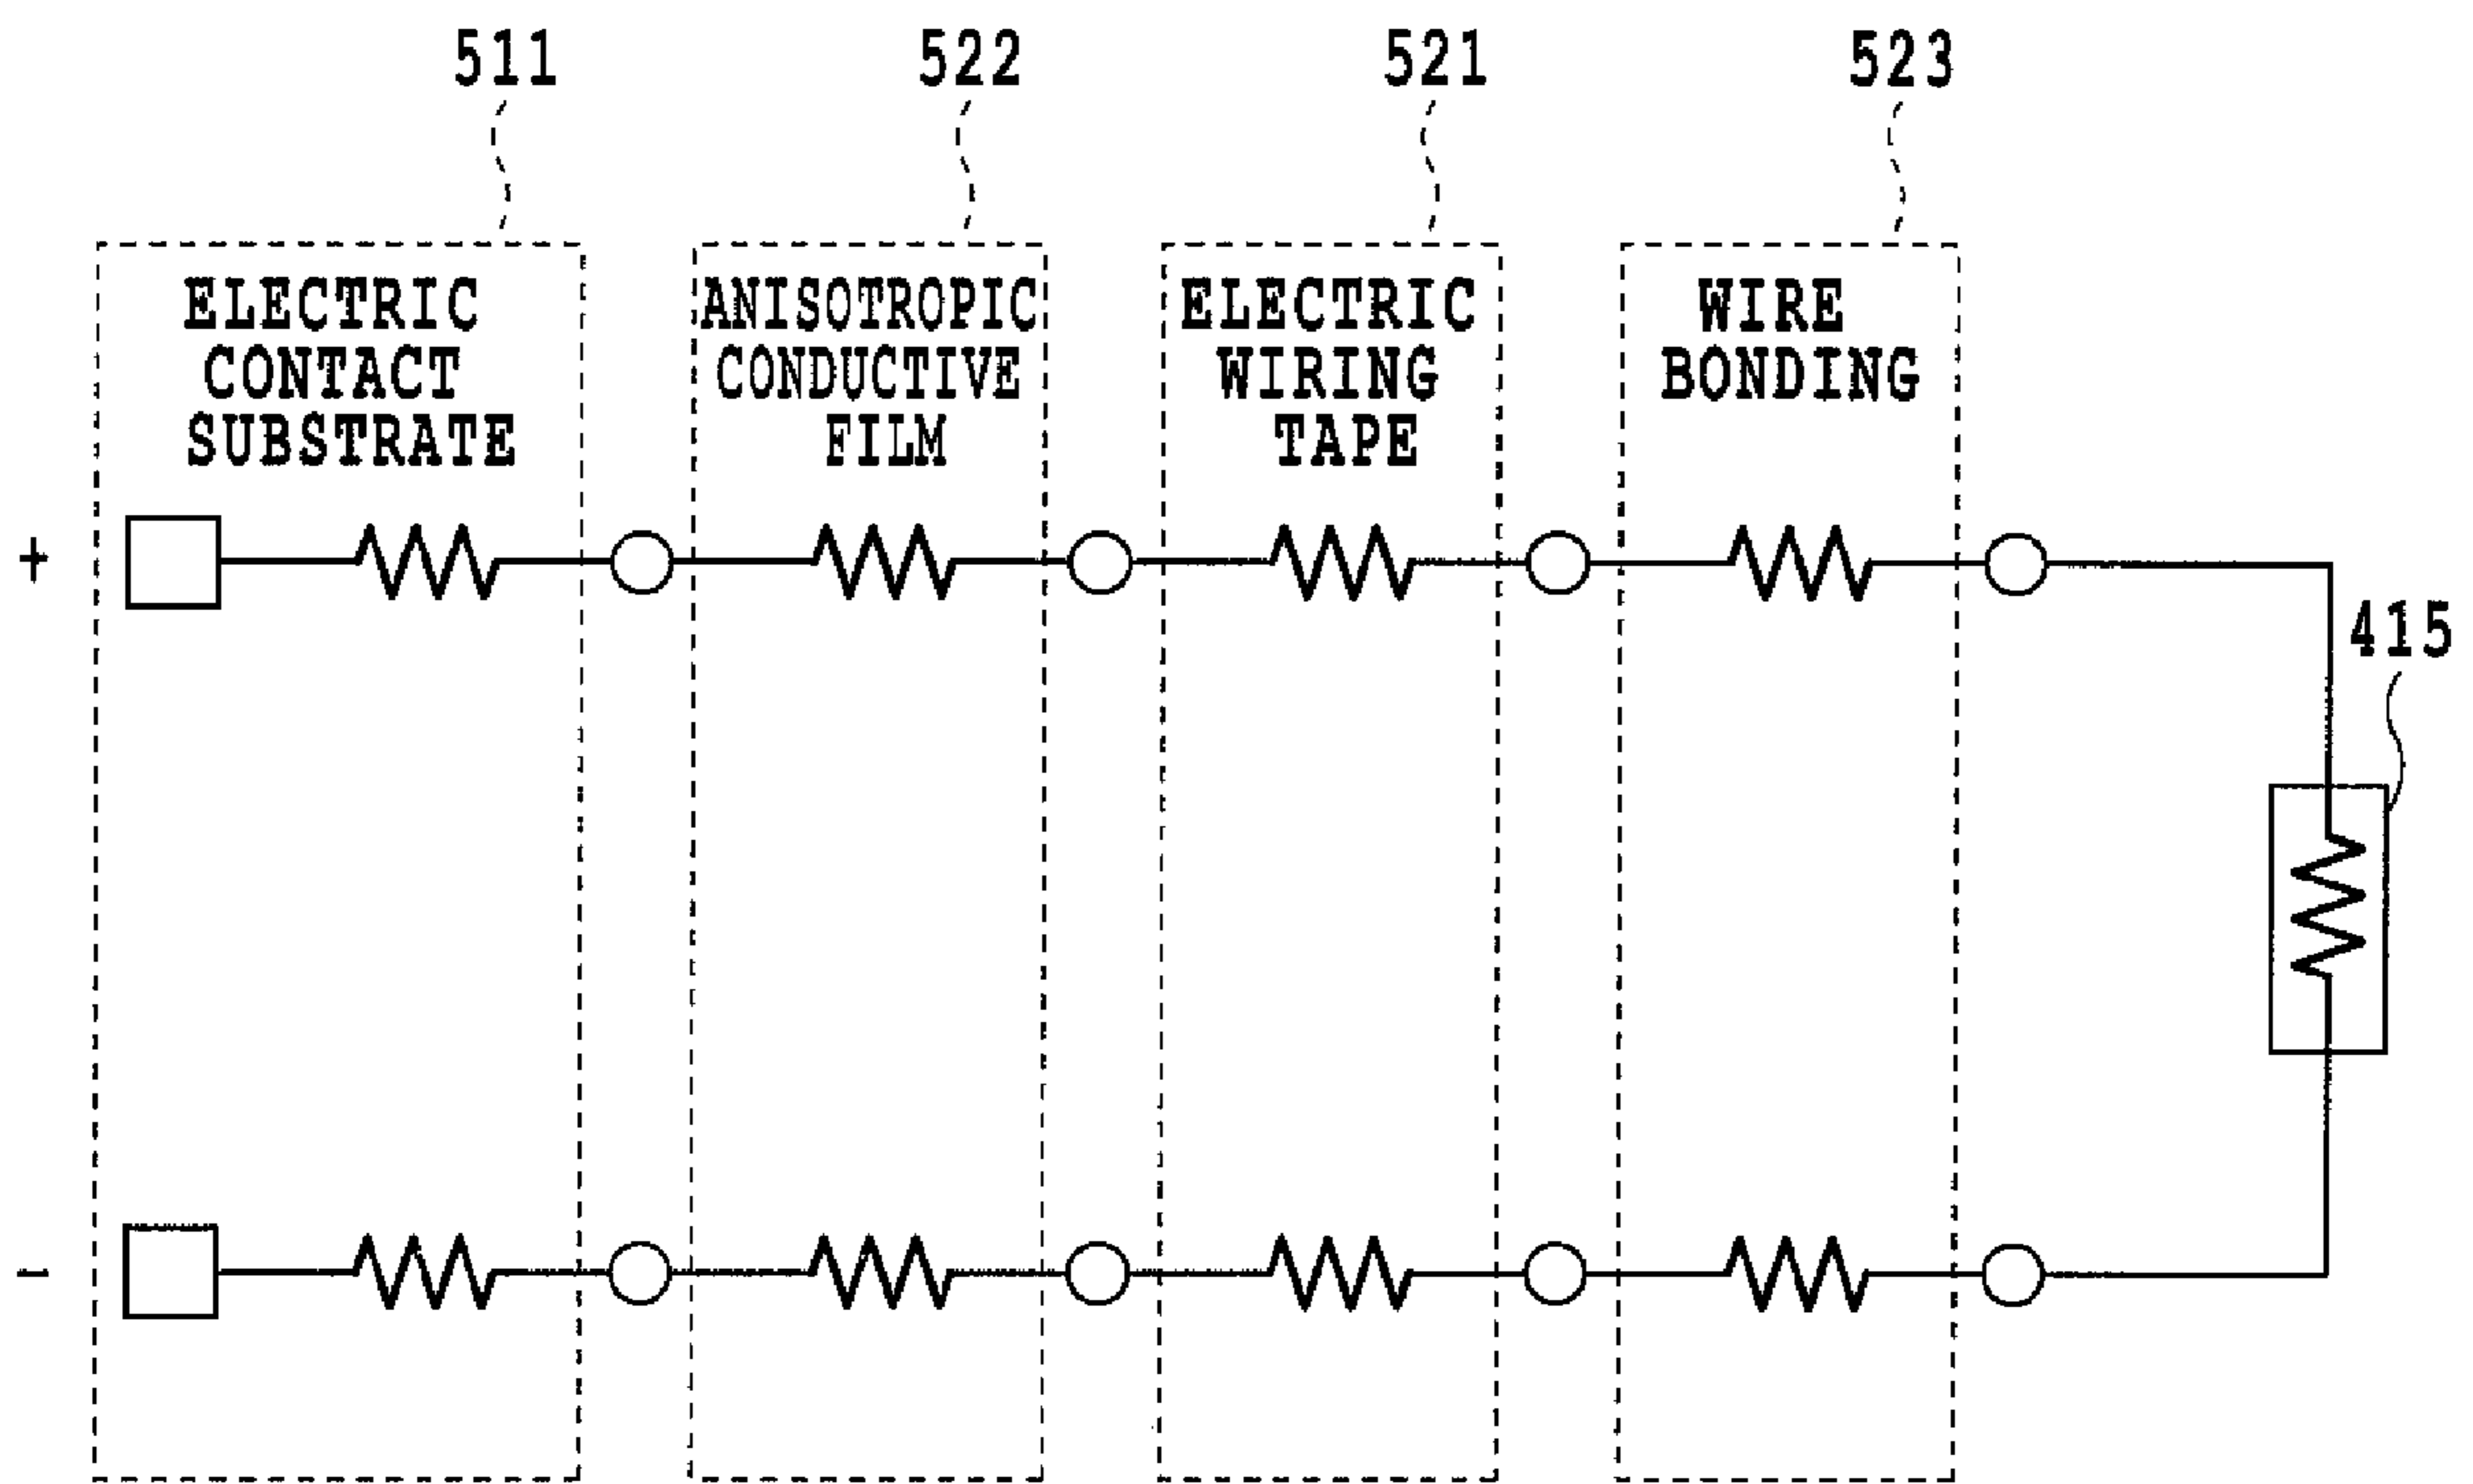 511
522
521
523
ELECTRIC
CONTACT
SUBSTRATE
ANISOTROPIC
CONDUCTIVE
FILM
ELECTRIC
WIRING
TAPE
WIRE
BONDING
+
415
-